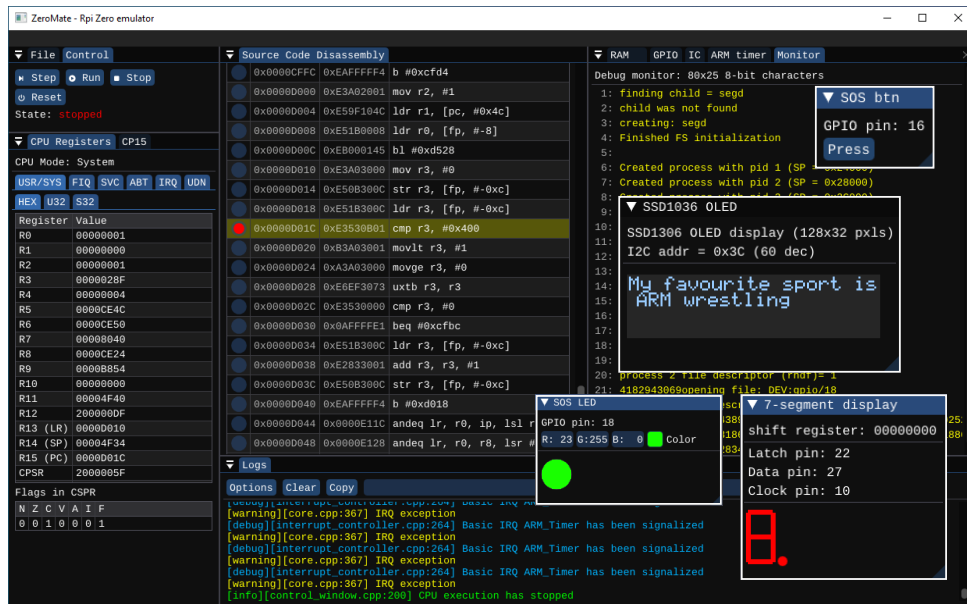 ZeroMate - Rpi Zero emulator
File Control
Step Run Stop
Reset
State: stopped
CPU Registers CP15
CPU Mode: System
USR/SYS FIQ SVC ABT IRQ UDN
HEX U32 S32
Register Value
R0 00000001
R1 00000000
R2 00000001
R3 0000028F
R4 00000004
R5 0000CE4C
R6 0000CE50
R7 00008040
R8 0000CE24
R9 0000B854
R10 00000000
R11 00004F40
R12 200000DF
R13 (LR) 0000D010
R14 (SP) 00004F34
R15 (PC) 0000D01C
CPSR 2000005F
Flags in CSPR
N Z C V A I F
0 0 1 0 0 0 1
Source Code Disassembly
0x0000CFFC 0xEAFFFFF4 b #0xcfd4
0x0000D000 0xE3A02001 mov r2, #1
0x0000D004 0xE59F104C ldr r1, [pc, #0x4c]
0x0000D008 0xE51B0008 ldr r0, [fp, #-8]
0x0000D00C 0xEB000145 bl #0xd528
0x0000D010 0xE3A03000 mov r3, #0
0x0000D014 0xE50B300C str r3, [fp, #-0xc]
0x0000D018 0xE51B300C ldr r3, [fp, #-0xc]
0x0000D01C 0xE3530B01 cmp r3, #0x400
0x0000D020 0xB3A03001 movlt r3, #1
0x0000D024 0xA3A03000 movge r3, #0
0x0000D028 0xE6EF3073 uxtb r3, r3
0x0000D02C 0xE3530000 cmp r3, #0
0x0000D030 0x0AFFFFE1 beq #0xcfbc
0x0000D034 0xE51B300C ldr r3, [fp, #-0xc]
0x0000D038 0xE2833001 add r3, r3, #1
0x0000D03C 0xE50B300C str r3, [fp, #-0xc]
0x0000D040 0xEAFFFFF4 b #0xd018
0x0000D044 0x0000E11C andeq lr, r0, ip, lsl r
0x0000D048 0x0000E128 andeq lr, r0, r8, lsr #
Logs
Options Clear Copy
[debug][interrupt_controller.cpp:264] Basic IRQ ARM_Timer has been signalized
[warning][core.cpp:367] IRQ exception
[debug][interrupt_controller.cpp:264] Basic IRQ ARM_Timer has been signalized
[warning][core.cpp:367] IRQ exception
[debug][interrupt_controller.cpp:264] Basic IRQ ARM_Timer has been signalized
[warning][core.cpp:367] IRQ exception
[debug][interrupt_controller.cpp:264] Basic IRQ ARM_Timer has been signalized
[warning][core.cpp:367] IRQ exception
[info][control_window.cpp:200] CPU execution has stopped
RAM GPIO IC ARM timer Monitor
Debug monitor: 80x25 8-bit characters
1: finding child = segd
2: child was not found
3: creating: segd
4: Finished FS initialization
5:
6: Created process with pid 1 (SP =
7: Created process with pid 2 (SP = 0x28000)
8:
9:
10:
11:
12:
13:
14:
15:
16:
17:
18:
19:
20: process 2 file descriptor (rndf)= 1
21: 4182943069opening file: DEV:gpio/18
SOS btn
GPIO pin: 16
Press
SSD1036 OLED
SSD1306 OLED display (128x32 pxls)
I2C addr = 0x3C (60 dec)
My favourite sport is
ARM wrestling
SOS LED
GPIO pin: 18
R: 23 G:255 B: 0 Color
7-segment display
shift register: 00000000
Latch pin: 22
Data pin: 27
Clock pin: 10